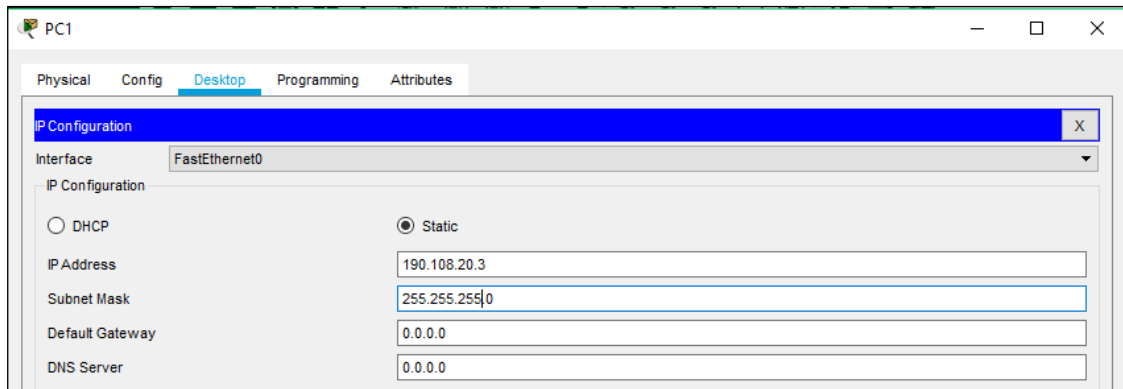 PC1
Physical Config Desktop Programming Attributes
IP Configuration X
Interface FastEthernet0
IP Configuration
DHCP Static
IP Address 190.108.20.3
Subnet Mask 255.255.255.0
Default Gateway 0.0.0.0
DNS Server 0.0.0.0